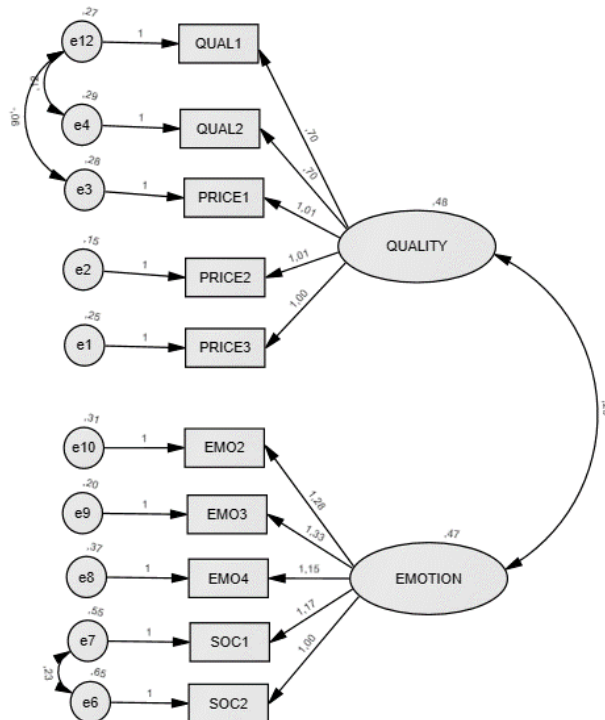 ,27
e12
1
QUAL1
,12
,29
e4
1
QUAL2
,70
,70
-,06
,28
e3
1
PRICE1
1,01
,48
QUALITY
,15
e2
1
PRICE2
1,01
,25
e1
1
PRICE3
1,00
,31
e10
1
EMO2
1,28
,20
e9
1
EMO3
1,33
,47
EMOTION
,37
e8
1
EMO4
1,15
,55
e7
1
SOC1
1,17
,23
,65
e6
1
SOC2
1,00